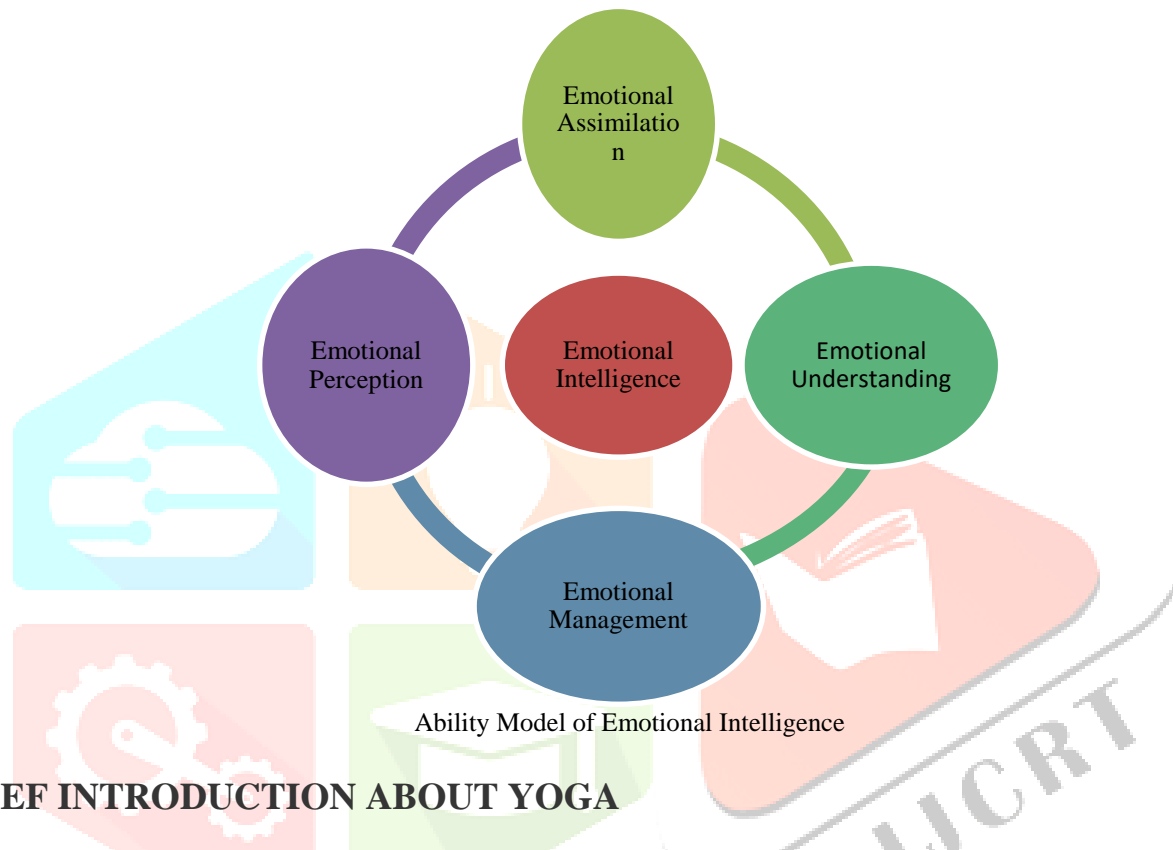 Emotional
Assimilatio
n
Emotional
Perception
Emotional
Intelligence
Emotional
Understanding
Emotional
Management
Ability Model of Emotional Intelligence
EF INTRODUCTION ABOUT YOGA
IJCRT